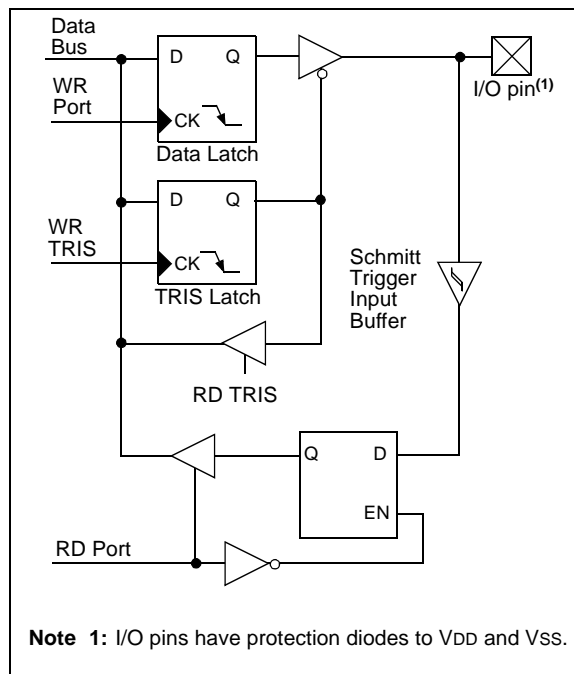 Data
Bus
D Q
WR
Port
CK
Data Latch
I/O pin(1)
D Q
WR
TRIS
CK
TRIS Latch
Schmitt
Trigger
Input
Buffer
RD TRIS
Q D
EN
RD Port
Note 1: I/O pins have protection diodes to VDD and VSS.